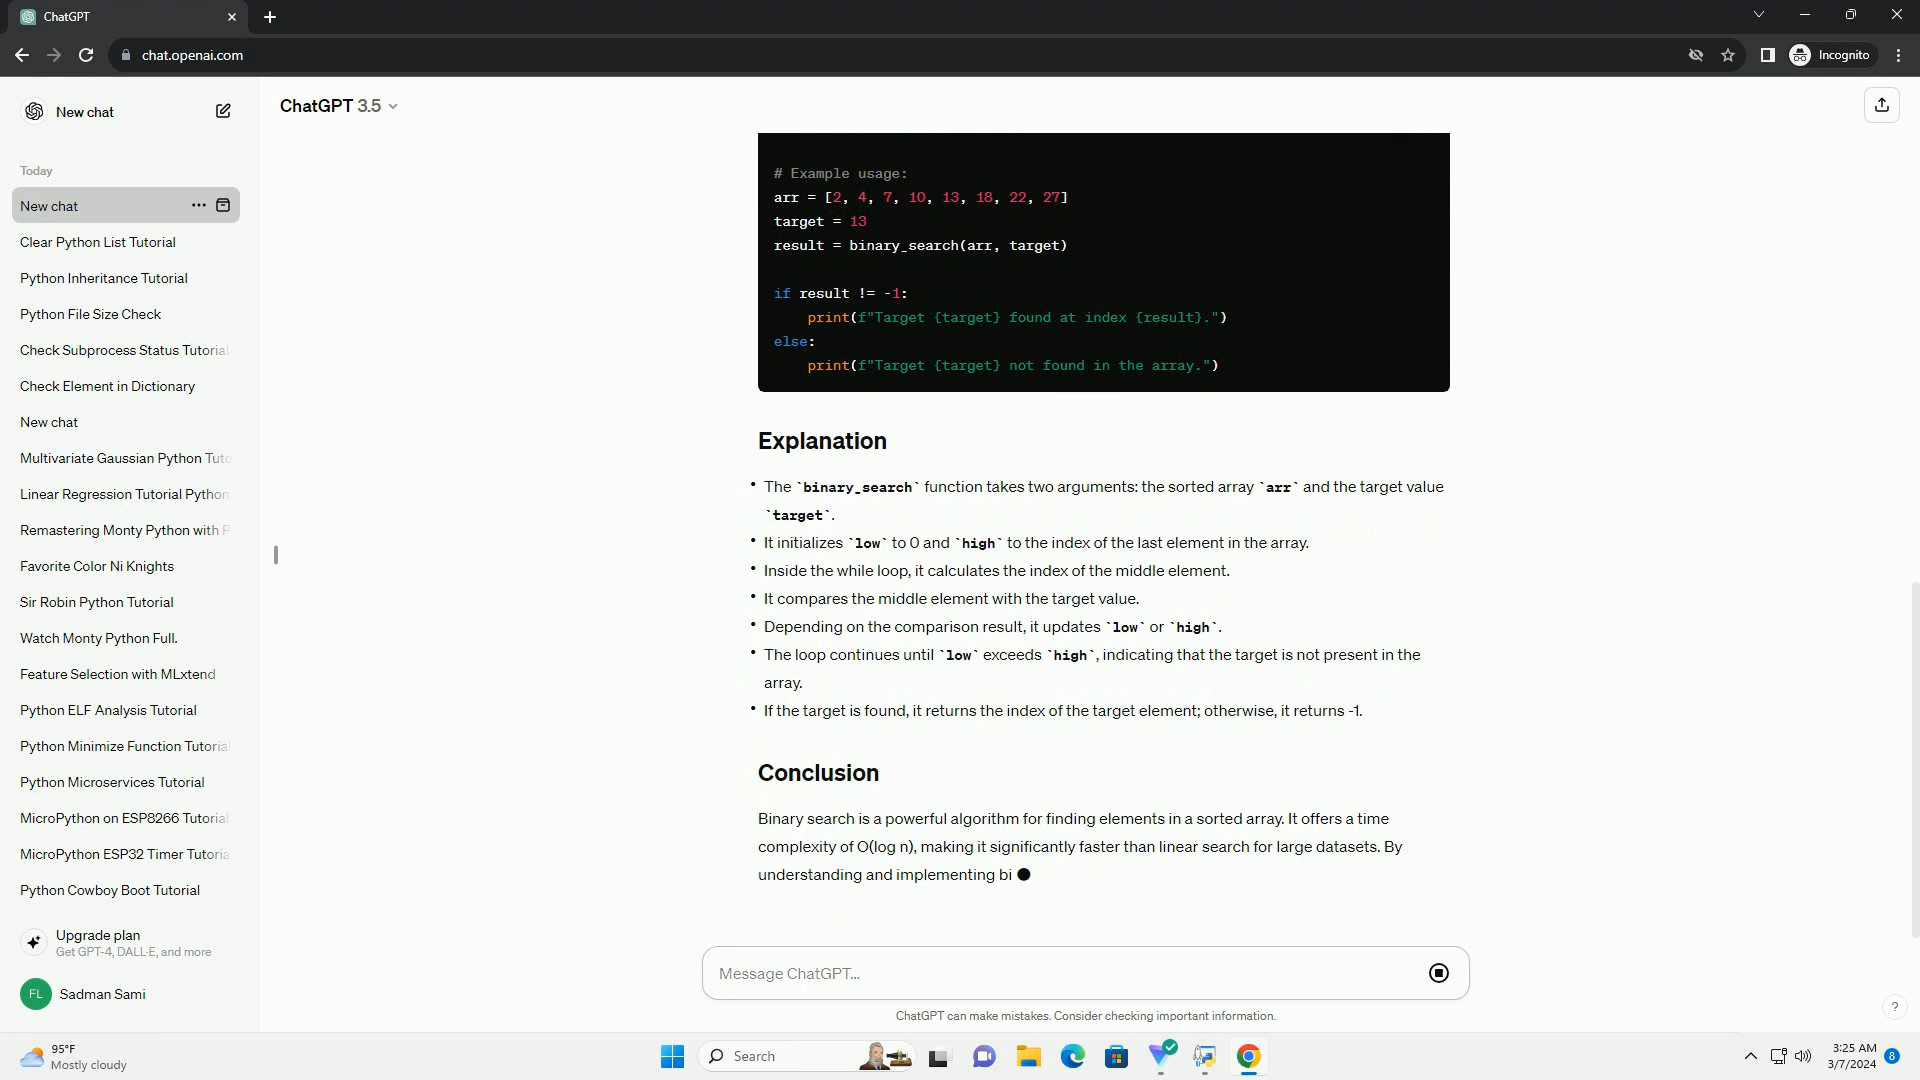 ChatGPT
chat.openai.com
Incognito
New chat
ChatGPT 3.5
Today
New chat
Clear Python List Tutorial
Python Inheritance Tutorial
Python File Size Check
Check Subprocess Status Tutorial
Check Element in Dictionary
New chat
Multivariate Gaussian Python Tuto
Linear Regression Tutorial Python
Remastering Monty Python with P
Favorite Color Ni Knights
Sir Robin Python Tutorial
Watch Monty Python Full.
Feature Selection with MLxtend
Python ELF Analysis Tutorial
Python Minimize Function Tutorial
Python Microservices Tutorial
MicroPython on ESP8266 Tutorial
MicroPython ESP32 Timer Tutoria
Python Cowboy Boot Tutorial
Upgrade plan
Get GPT-4, DALL·E, and more
FL Sadman Sami
# Example usage:
arr = [2, 4, 7, 10, 13, 18, 22, 27]
target = 13
result = binary_search(arr, target)
if result != -1:
print(f"Target {target} found at index {result}.")
else:
print(f"Target {target} not found in the array.")
Explanation
• The `binary_search` function takes two arguments: the sorted array `arr` and the target value
`target`.
• It initializes `low` to 0 and `high` to the index of the last element in the array.
• Inside the while loop, it calculates the index of the middle element.
• It compares the middle element with the target value.
• Depending on the comparison result, it updates `low` or `high`.
• The loop continues until `low` exceeds `high`, indicating that the target is not present in the
array.
• If the target is found, it returns the index of the target element; otherwise, it returns -1.
Conclusion
Binary search is a powerful algorithm for finding elements in a sorted array. It offers a time
complexity of O(log n), making it significantly faster than linear search for large datasets. By
understanding and implementing bi
Message ChatGPT...
ChatGPT can make mistakes. Consider checking important information.
?
95°F
Mostly cloudy
Search
3:25 AM
3/7/2024
8